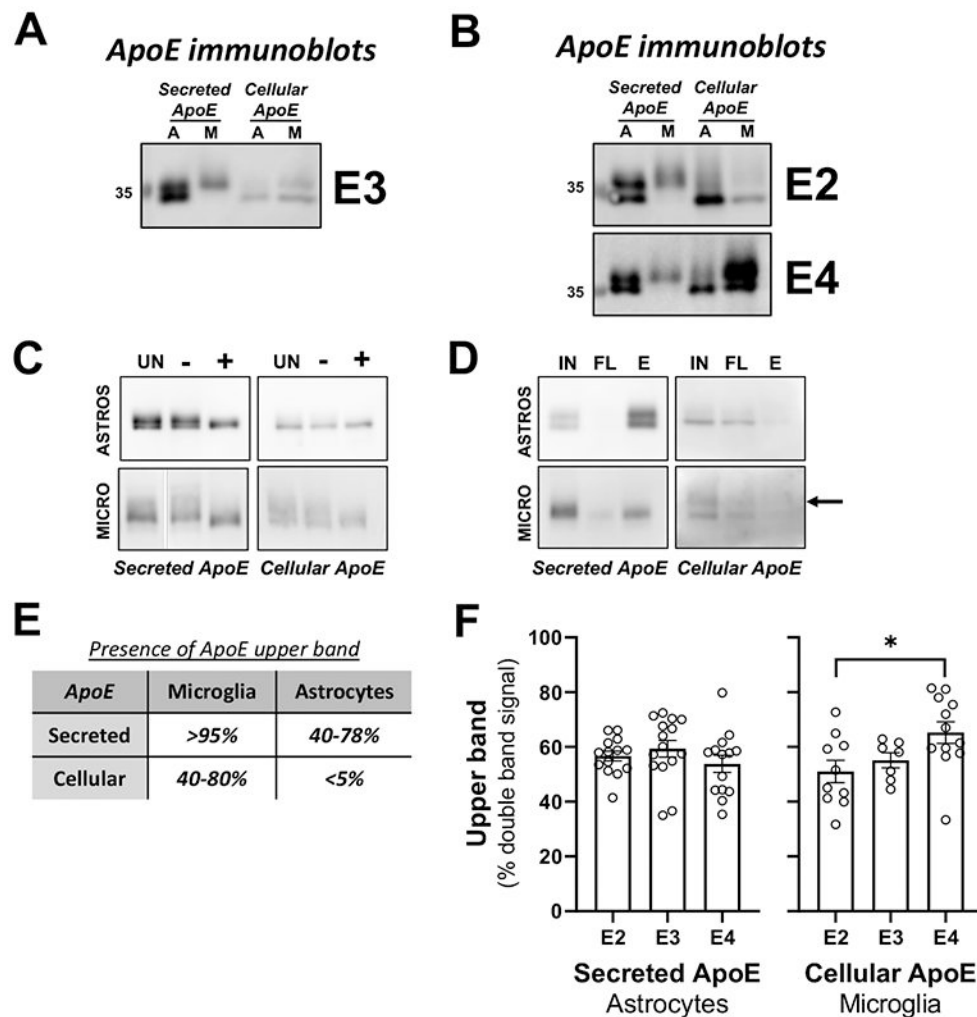 A
ApoE immunoblots
Secreted ApoE
Cellular ApoE
A M A M
35
E3
B
ApoE immunoblots
Secreted ApoE
Cellular ApoE
A M A M
35
E2
35
E4
C
UN - +
UN - +
ASTROS
MICRO
Secreted ApoE
Cellular ApoE
D
IN FL E
IN FL E
ASTROS
MICRO
Secreted ApoE
Cellular ApoE
E
Presence of ApoE upper band
ApoE Microglia Astrocytes
Secreted >95% 40-78%
Cellular 40-80% <5%
F
Upper band
(% double band signal)
100
80
60
40
20
0
*
E2 E3 E4
E2 E3 E4
Secreted ApoE
Astrocytes
Cellular ApoE
Microglia